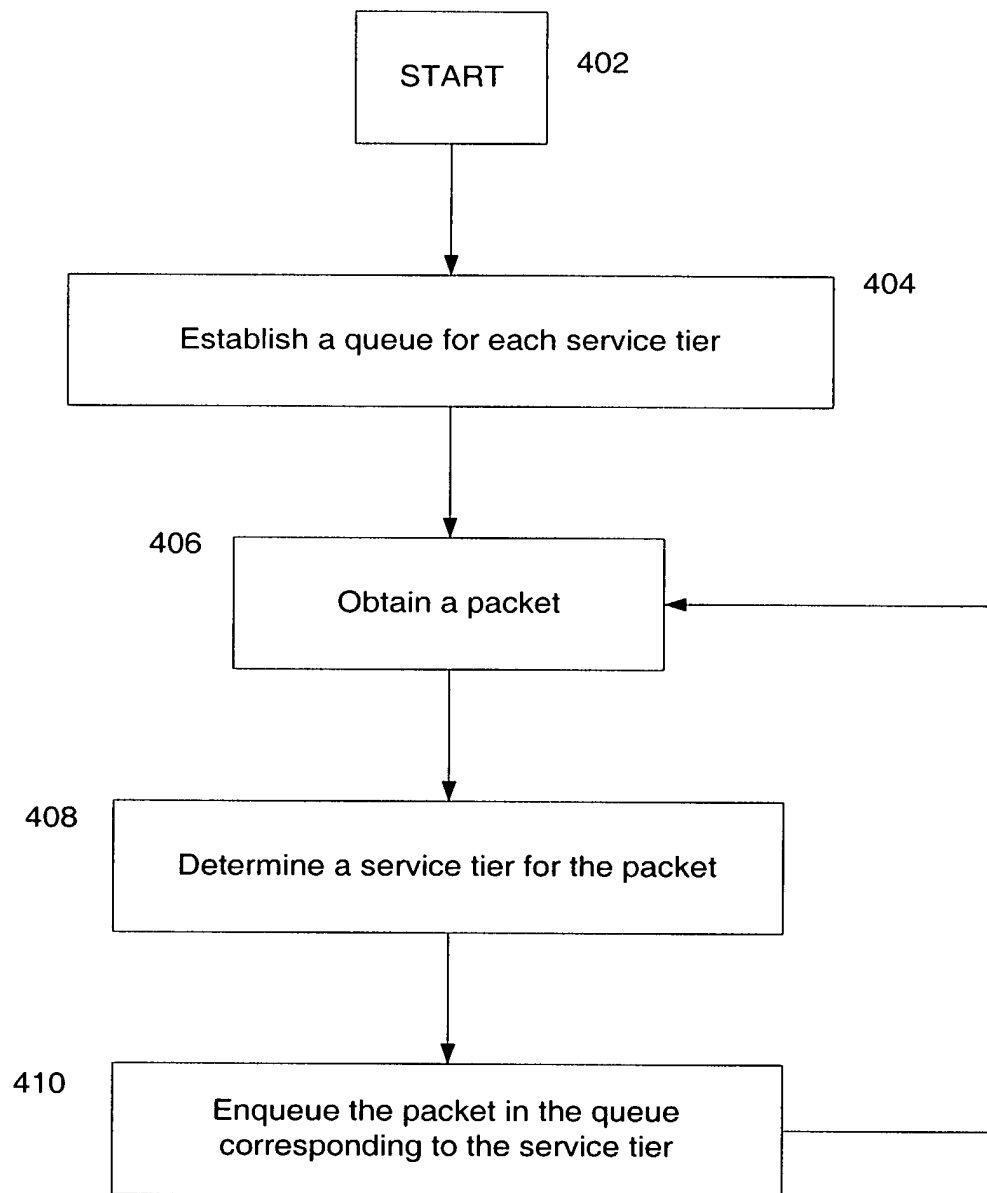 START
402
404
Establish a queue for each service tier
406
Obtain a packet
408
Determine a service tier for the packet
410
Enqueue the packet in the queue
corresponding to the service tier